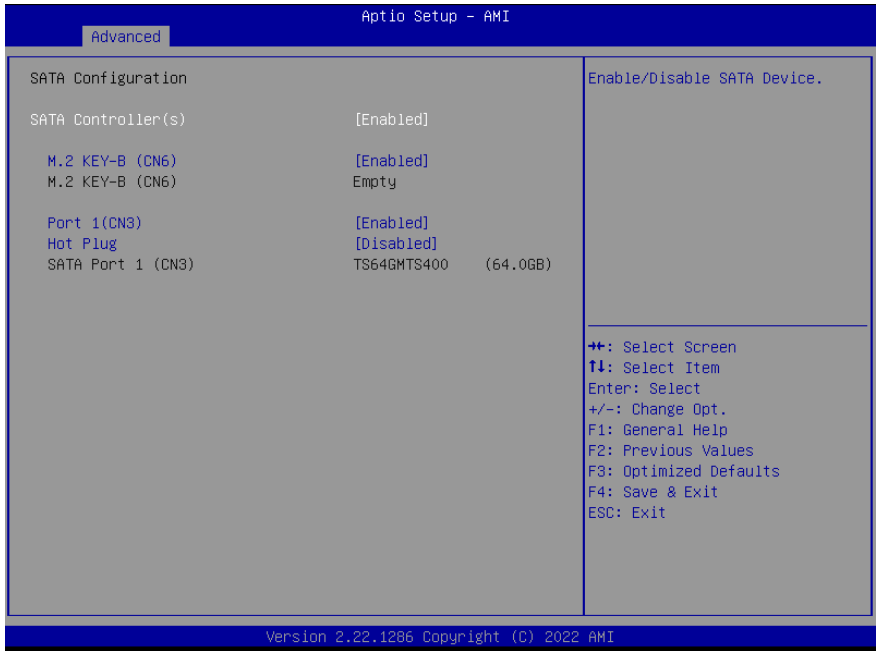 Aptio Setup – AMI
Advanced
SATA Configuration
SATA Controller(s) [Enabled]
M.2 KEY–B (CN6) [Enabled]
M.2 KEY–B (CN6) Empty
Port 1(CN3) [Enabled]
Hot Plug [Disabled]
SATA Port 1 (CN3) TS64GMTS400 (64.0GB)
Enable/Disable SATA Device.
→←: Select Screen
↑↓: Select Item
Enter: Select
+/–: Change Opt.
F1: General Help
F2: Previous Values
F3: Optimized Defaults
F4: Save & Exit
ESC: Exit
Version 2.22.1286 Copyright (C) 2022 AMI